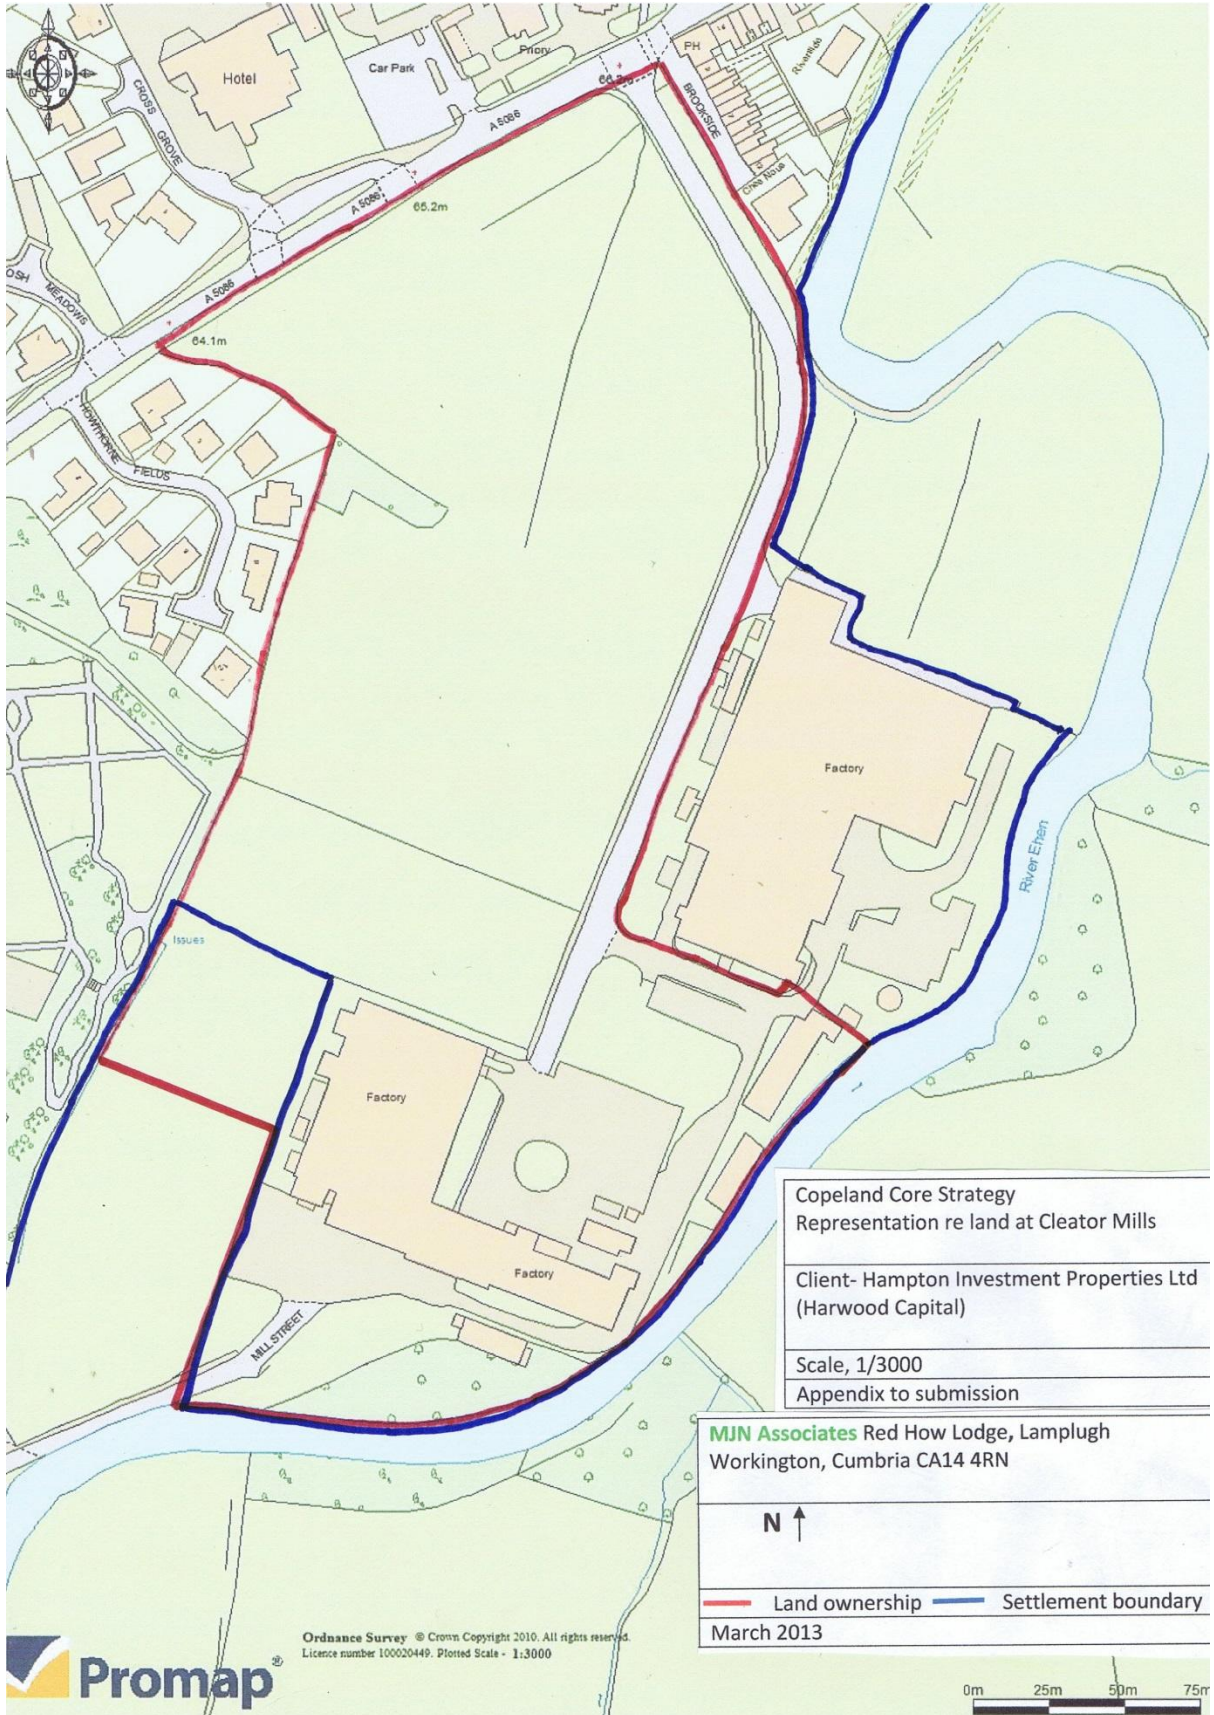 Hotel
Car Park
Priory
PH
66.2m
Riverside
CROSS GROVE
BROOKSIDE
A 5086
A 5086
A 5086
65.2m
MEADOWS
64.1m
FIELDS
Factory
River Ehen
Issues
Factory
Factory
MILL STREET
Copeland Core Strategy
Representation re land at Cleator Mills
Client- Hampton Investment Properties Ltd
(Harwood Capital)
Scale, 1/3000
Appendix to submission
MJN Associates Red How Lodge, Lamplugh
Workington, Cumbria CA14 4RN
N
Land ownership Settlement boundary
March 2013
Ordnance Survey © Crown Copyright 2010. All rights reserved.
Licence number 100020449. Plotted Scale - 1:3000
Promap®
0m 25m 50m 75m